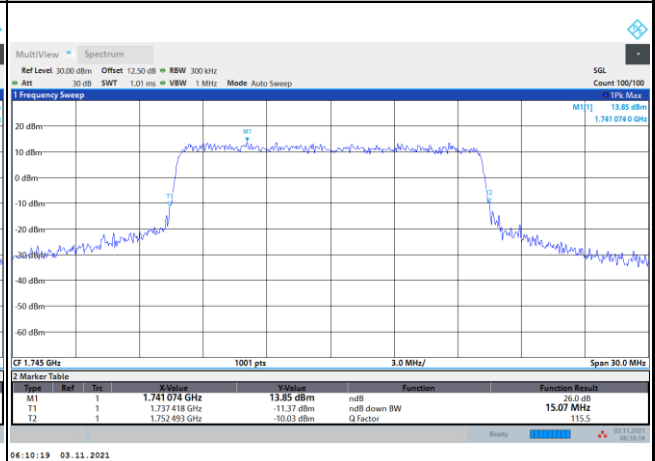 MultiView Spectrum
Ref Level 30.00 dBm Offset 12.50 dB RBW 300 kHz SGL
Att 30 dB SWT 1.01 ms VBW 1 MHz Mode Auto Sweep Count 100/100
1 Frequency Sweep 1Pk Max
M1[1] 13.85 dBm
1.741 074 0 GHz
20 dBm
M1
10 dBm
0 dBm
T1 T2
-10 dBm
-20 dBm
-30 dBm
-40 dBm
-50 dBm
-60 dBm
CF 1.745 GHz 1001 pts 3.0 MHz/ Span 30.0 MHz
2 Marker Table
Type Ref Trc X-Value Y-Value Function Function Result
M1 1 1.741 074 GHz 13.85 dBm ndB 26.0 dB
T1 1 1.737 418 GHz -11.37 dBm ndB down BW 15.07 MHz
T2 1 1.752 493 GHz -10.03 dBm Q Factor 115.5
Ready 03.11.2021
06:10:18
06:10:19 03.11.2021